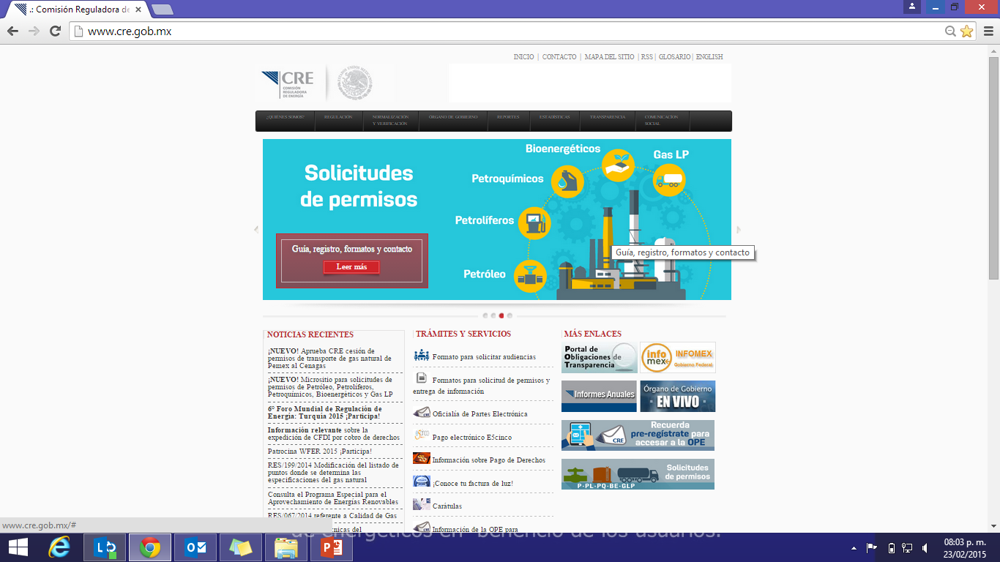 .: Comisión Reguladora de
www.cre.gob.mx
INICIO | CONTACTO | MAPA DEL SITIO | RSS | GLOSARIO | ENGLISH
CRE
COMISIÓN
REGULADORA
DE ENERGÍA
ESTADOS UNIDOS MEXICANOS
¿QUIÉNES SOMOS?
REGULACIÓN
NORMALIZACIÓN
Y VERIFICACIÓN
ÓRGANO DE GOBIERNO
REPORTES
ESTADÍSTICAS
TRANSPARENCIA
COMUNICACIÓN
SOCIAL
Solicitudes
de permisos
Guía, registro, formatos y contacto
Leer más
Bioenergéticos
Gas LP
Petroquímicos
Petrolíferos
Petróleo
Guía, registro, formatos y contacto
NOTICIAS RECIENTES
¡NUEVO! Aprueba CRE cesión de
permisos de transporte de gas natural de
Pemex al Cenagas
¡NUEVO! Micrositio para solicitudes de
permisos de Petróleo, Petrolíferos,
Petroquímicos, Bioenergéticos y Gas LP
6° Foro Mundial de Regulación de
Energía: Turquía 2015 ¡Participa!
Información relevante sobre la
expedición de CFDI por cobro de derechos
Patrocina WFER 2015 ¡Participa!
RES/199/2014 Modificación del listado de
puntos donde se determina las
especificaciones del gas natural
Consulta el Programa Especial para el
Aprovechamiento de Energías Renovables
RES/067/2014 referente a Calidad de Gas
TRÁMITES Y SERVICIOS
Formato para solicitar audiencias
Formatos para solicitud de permisos y
entrega de información
Oficialía de Partes Electrónica
Pago electrónico E5cinco
Información sobre Pago de Derechos
¡Conoce tu factura de luz!
Carátulas
Información de la OPE para
MÁS ENLACES
Portal de
Obligaciones de
Transparencia
info
mex
INFOMEX
Gobierno Federal
Informes Anuales
Órgano de Gobierno
EN VIVO
CRE
Recuerda
pre-regístrate para
accesar a la OPE
Solicitudes
de permisos
P-PL-PQ-BE-GLP
www.cre.gob.mx/#
de energéticos en beneficio de los usuarios.
08:03 p. m.
23/02/2015